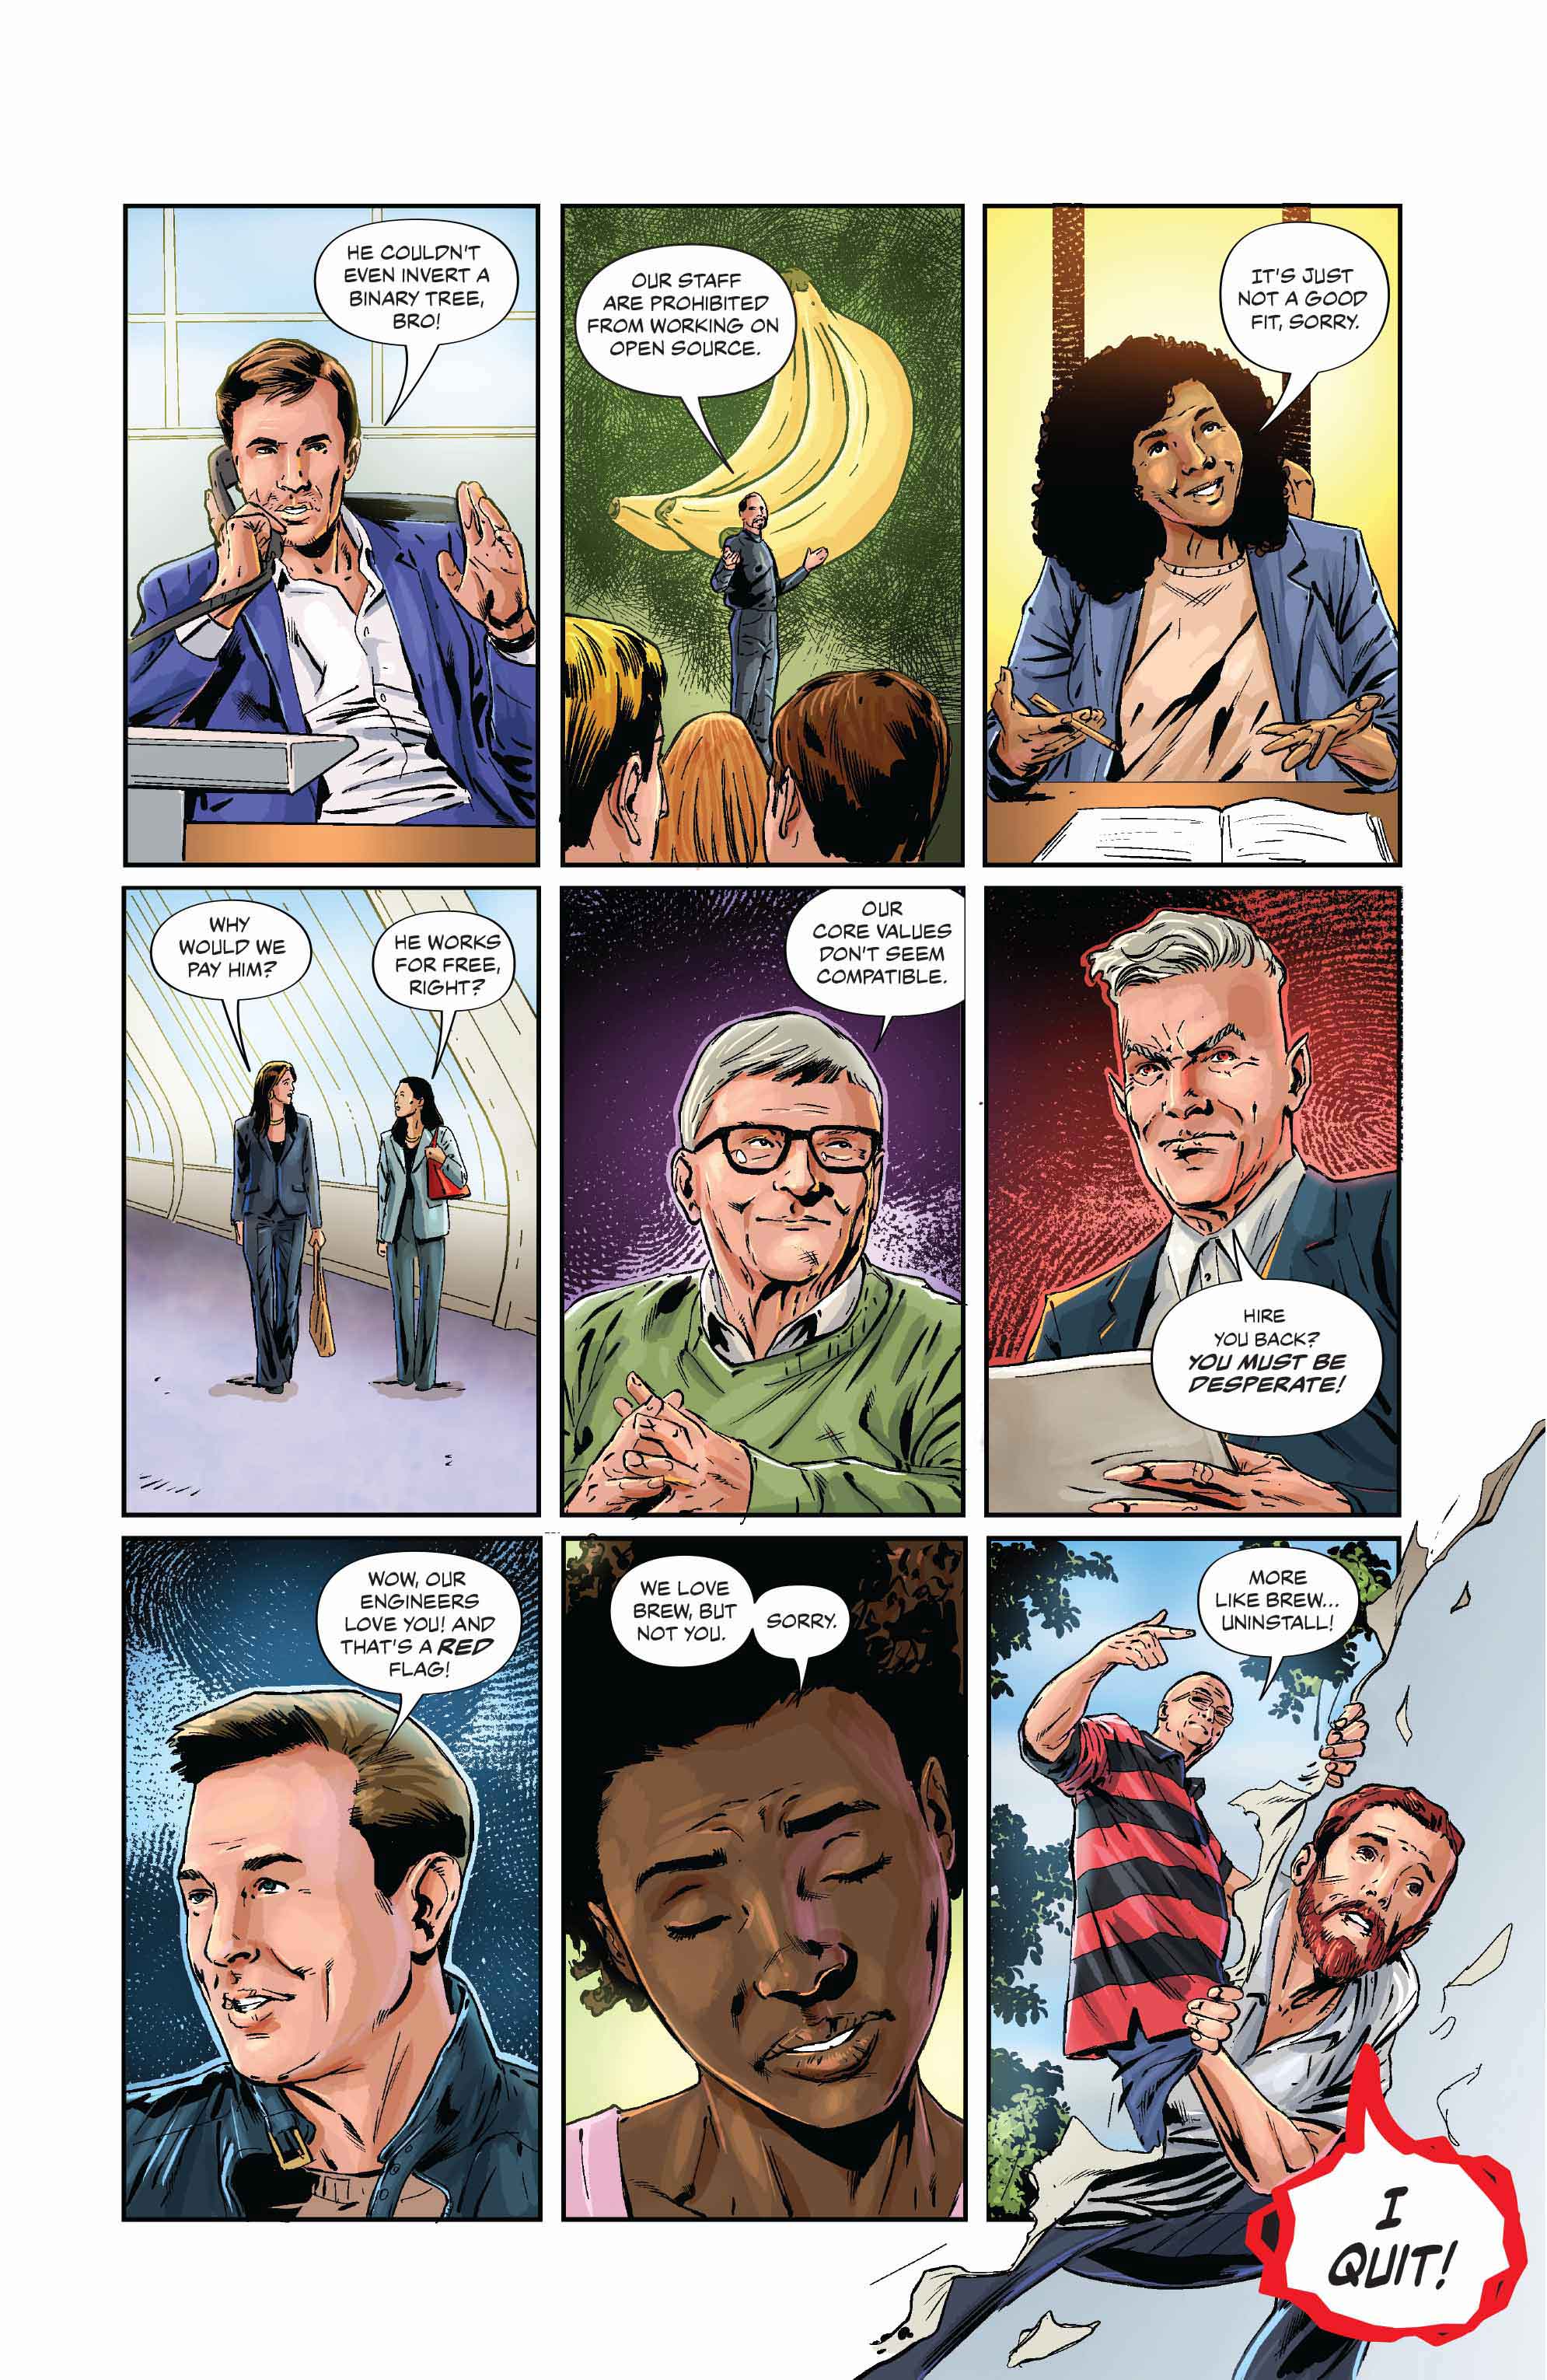 HE COULDN'T
EVEN INVERT A
BINARY TREE,
BRO!
OUR STAFF
ARE PROHIBITED
FROM WORKING ON
OPEN SOURCE.
IT'S JUST
NOT A GOOD
FIT, SORRY.
WHY
WOULD WE
PAY HIM?
HE WORKS
FOR FREE,
RIGHT?
OUR
CORE VALUES
DON'T SEEM
COMPATIBLE.
HIRE
YOU BACK?
YOU MUST BE
DESPERATE!
WOW, OUR
ENGINEERS
LOVE YOU! AND
THAT'S A RED
FLAG!
WE LOVE
BREW, BUT
NOT YOU.
SORRY.
MORE
LIKE BREW...
UNINSTALL!
I
QUIT!